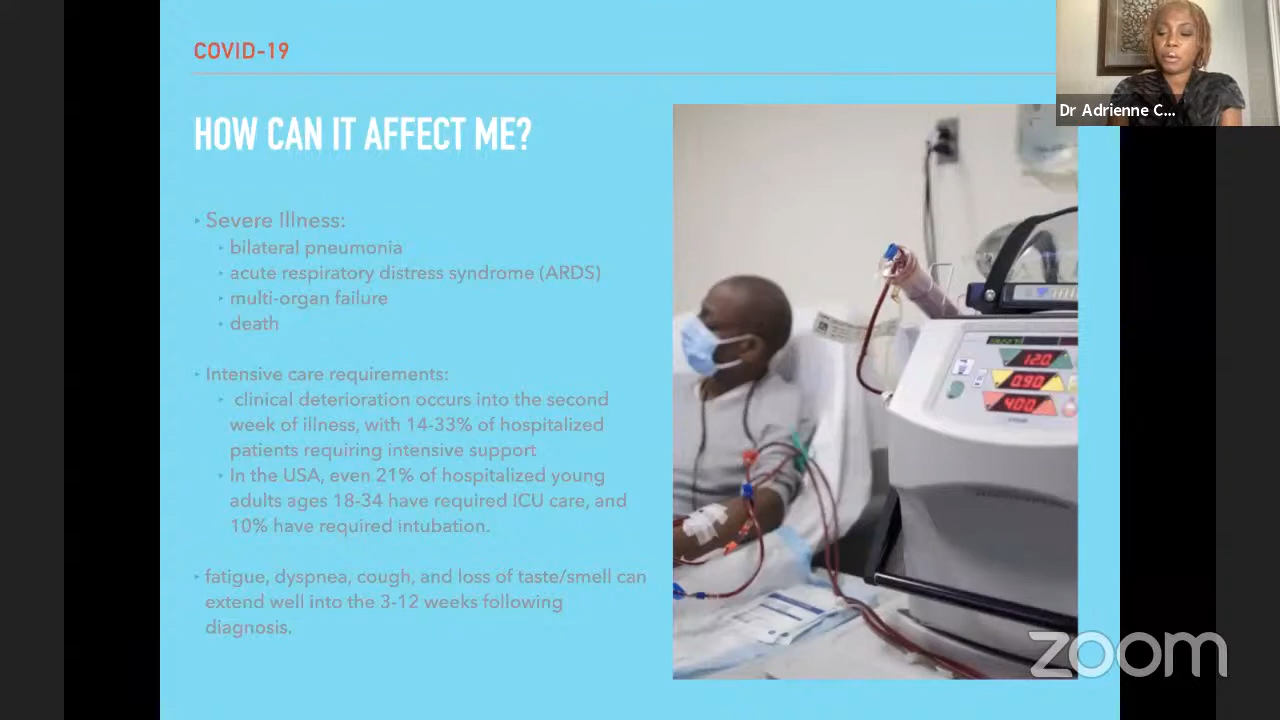 COVID-19
Dr Adrienne C...
HOW CAN IT AFFECT ME?
Severe Illness:
bilateral pneumonia
acute respiratory distress syndrome (ARDS)
multi-organ failure
death
Intensive care requirements:
clinical deterioration occurs into the second
week of illness, with 14-33% of hospitalized
patients requiring intensive support
In the USA, even 21% of hospitalized young
adults ages 18-34 have required ICU care, and
10% have required intubation.
fatigue, dyspnea, cough, and loss of taste/smell can
extend well into the 3-12 weeks following
diagnosis.
120
0.90
400
zoom